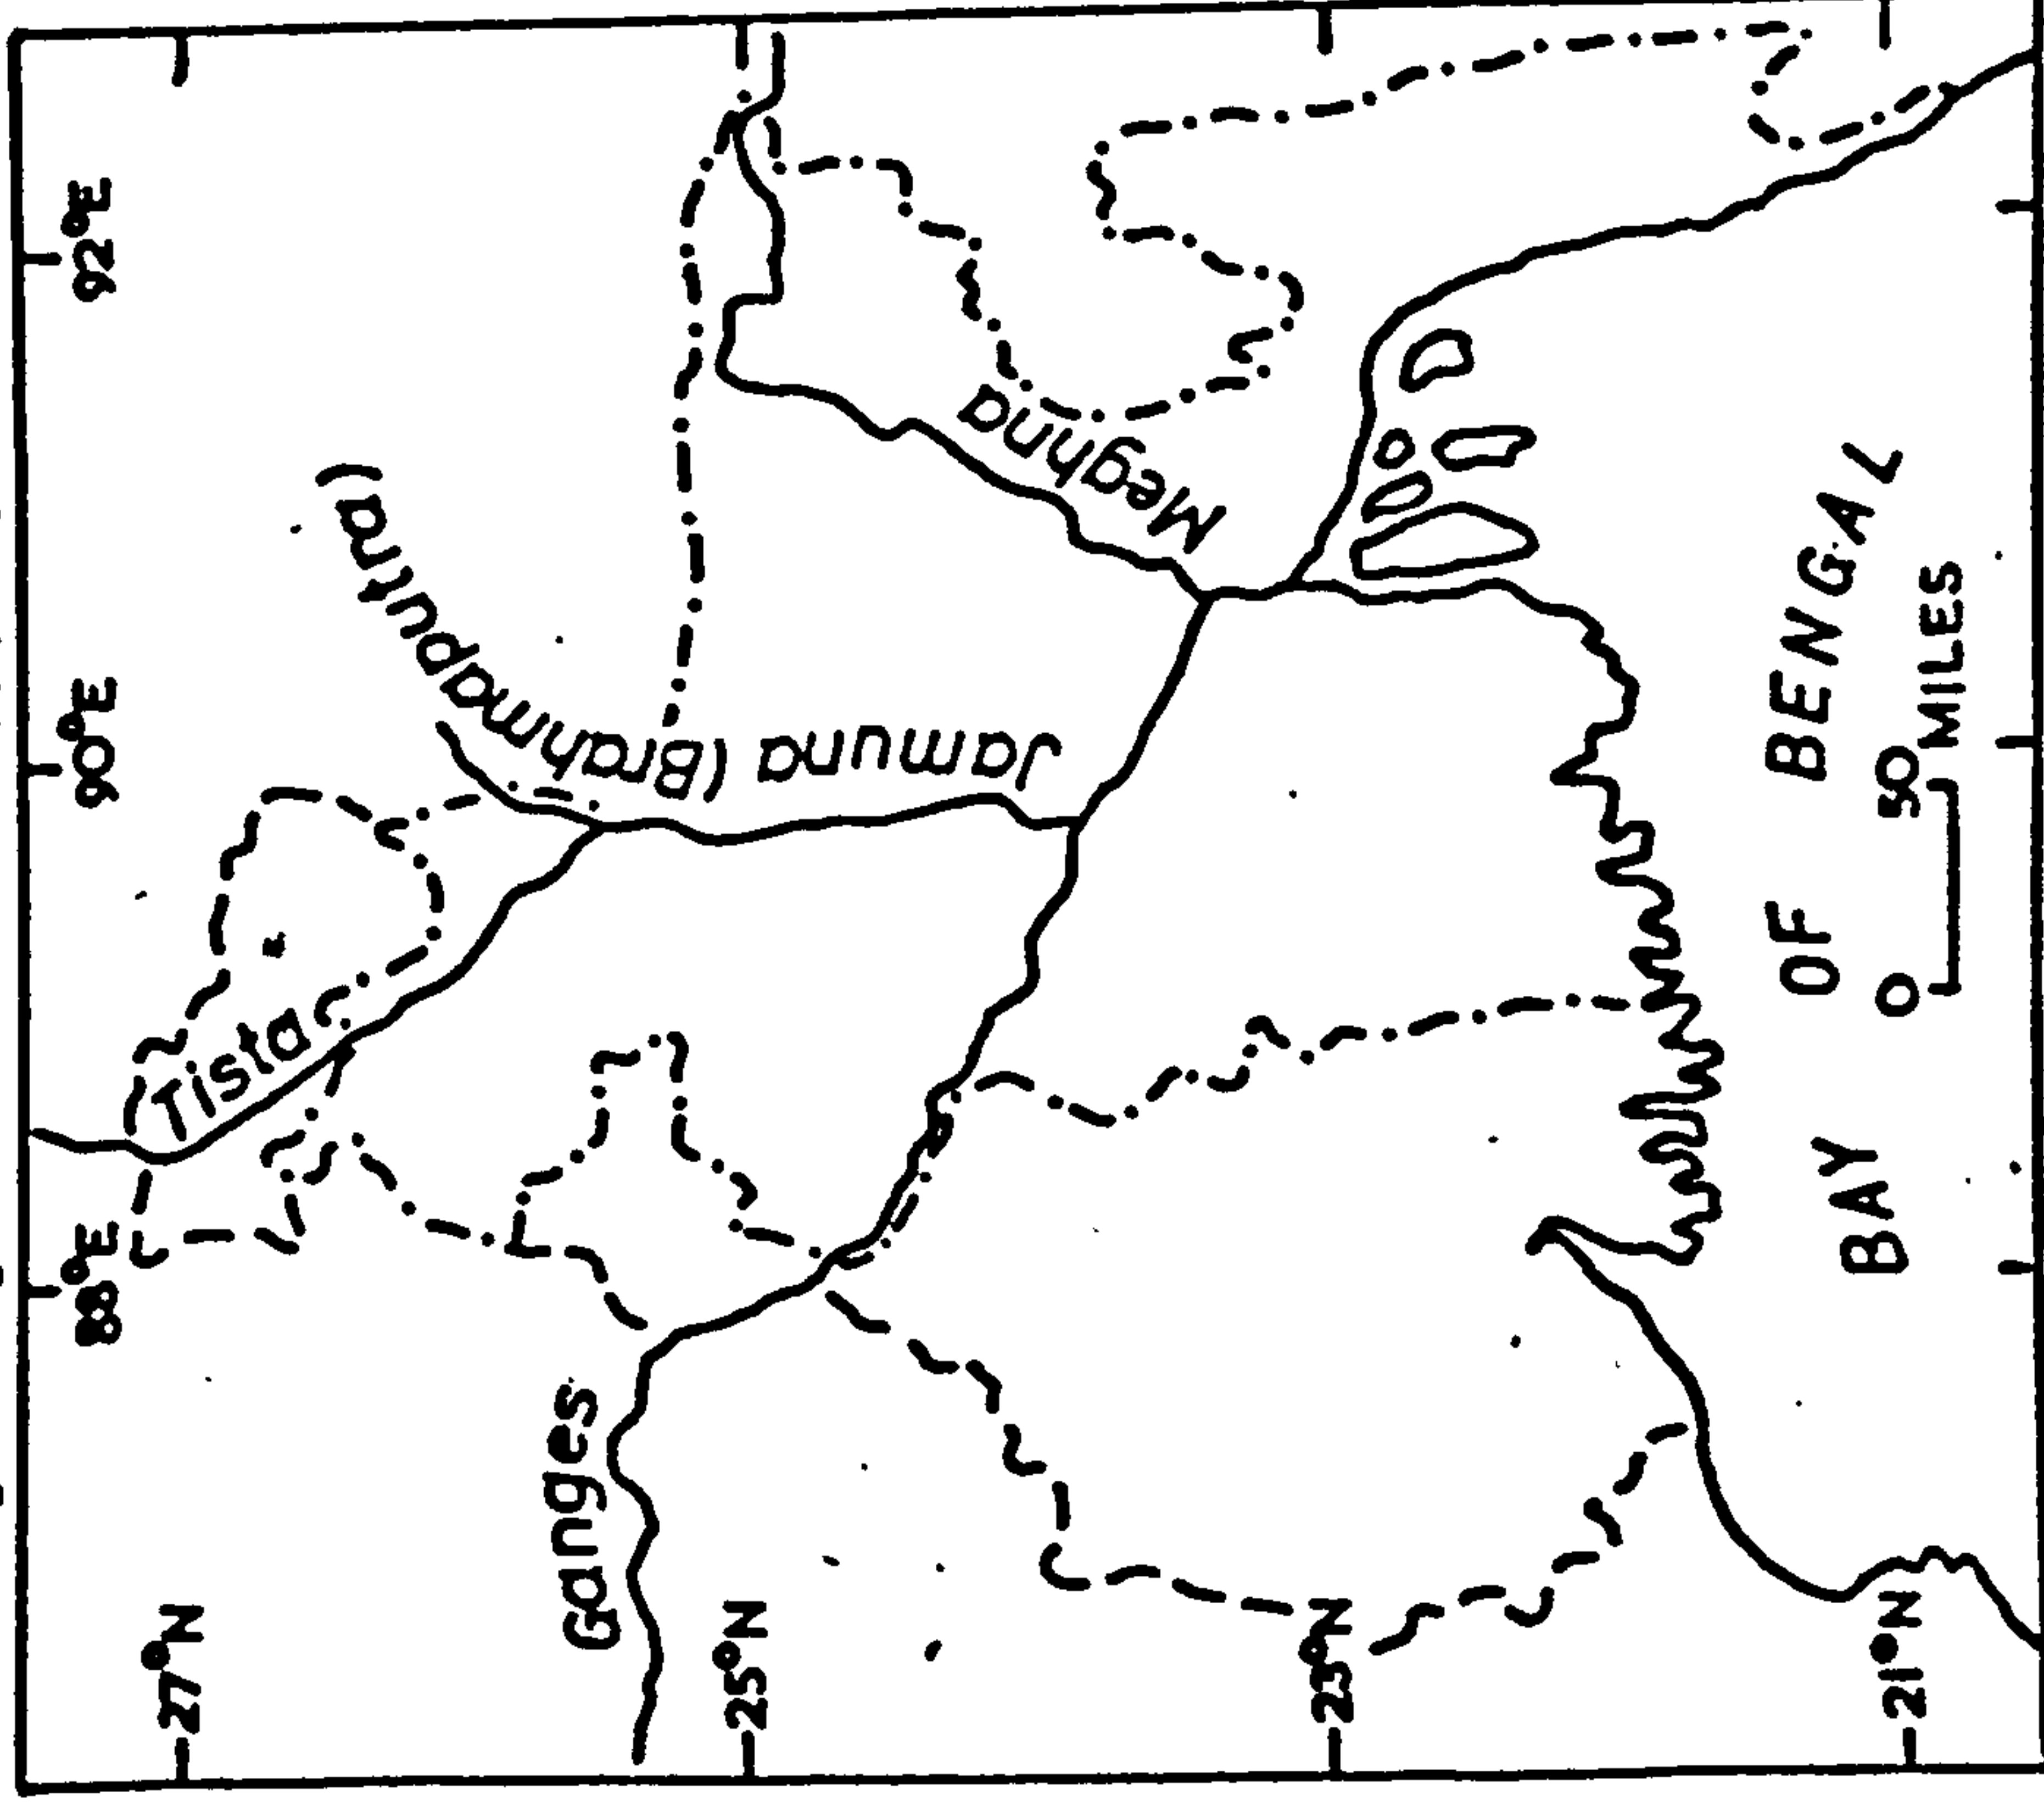 88°E
90°E
92°E
27°N
Tista
Jamuna (Brahmaputra)
Ganges
25°N
Meghna
23°N
BAY OF BENGAL
21°N
0 50
MILES